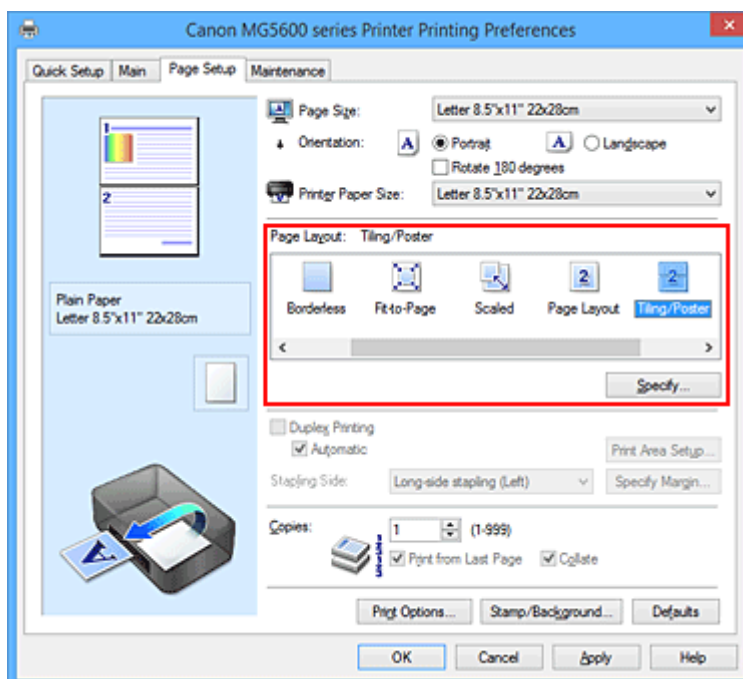 Canon MG5600 series Printer Printing Preferences
Quick Setup Main Page Setup Maintenance
1
2
Plain Paper
Letter 8.5"x11" 22x28cm
Page Size: Letter 8.5"x11" 22x28cm
Orientation: A Portrait A Landscape
Rotate 180 degrees
Printer Paper Size: Letter 8.5"x11" 22x28cm
Page Layout: Tiling/Poster
2 2
Borderless Fit-to-Page Scaled Page Layout Tiling/Poster
Specify...
Duplex Printing
Automatic Print Area Setup...
Stapling Side: Long-side stapling (Left) Specify Margin...
Copies: 1 (1-999)
Print from Last Page Collate
A
Print Options... Stamp/Background... Defaults
OK Cancel Apply Help